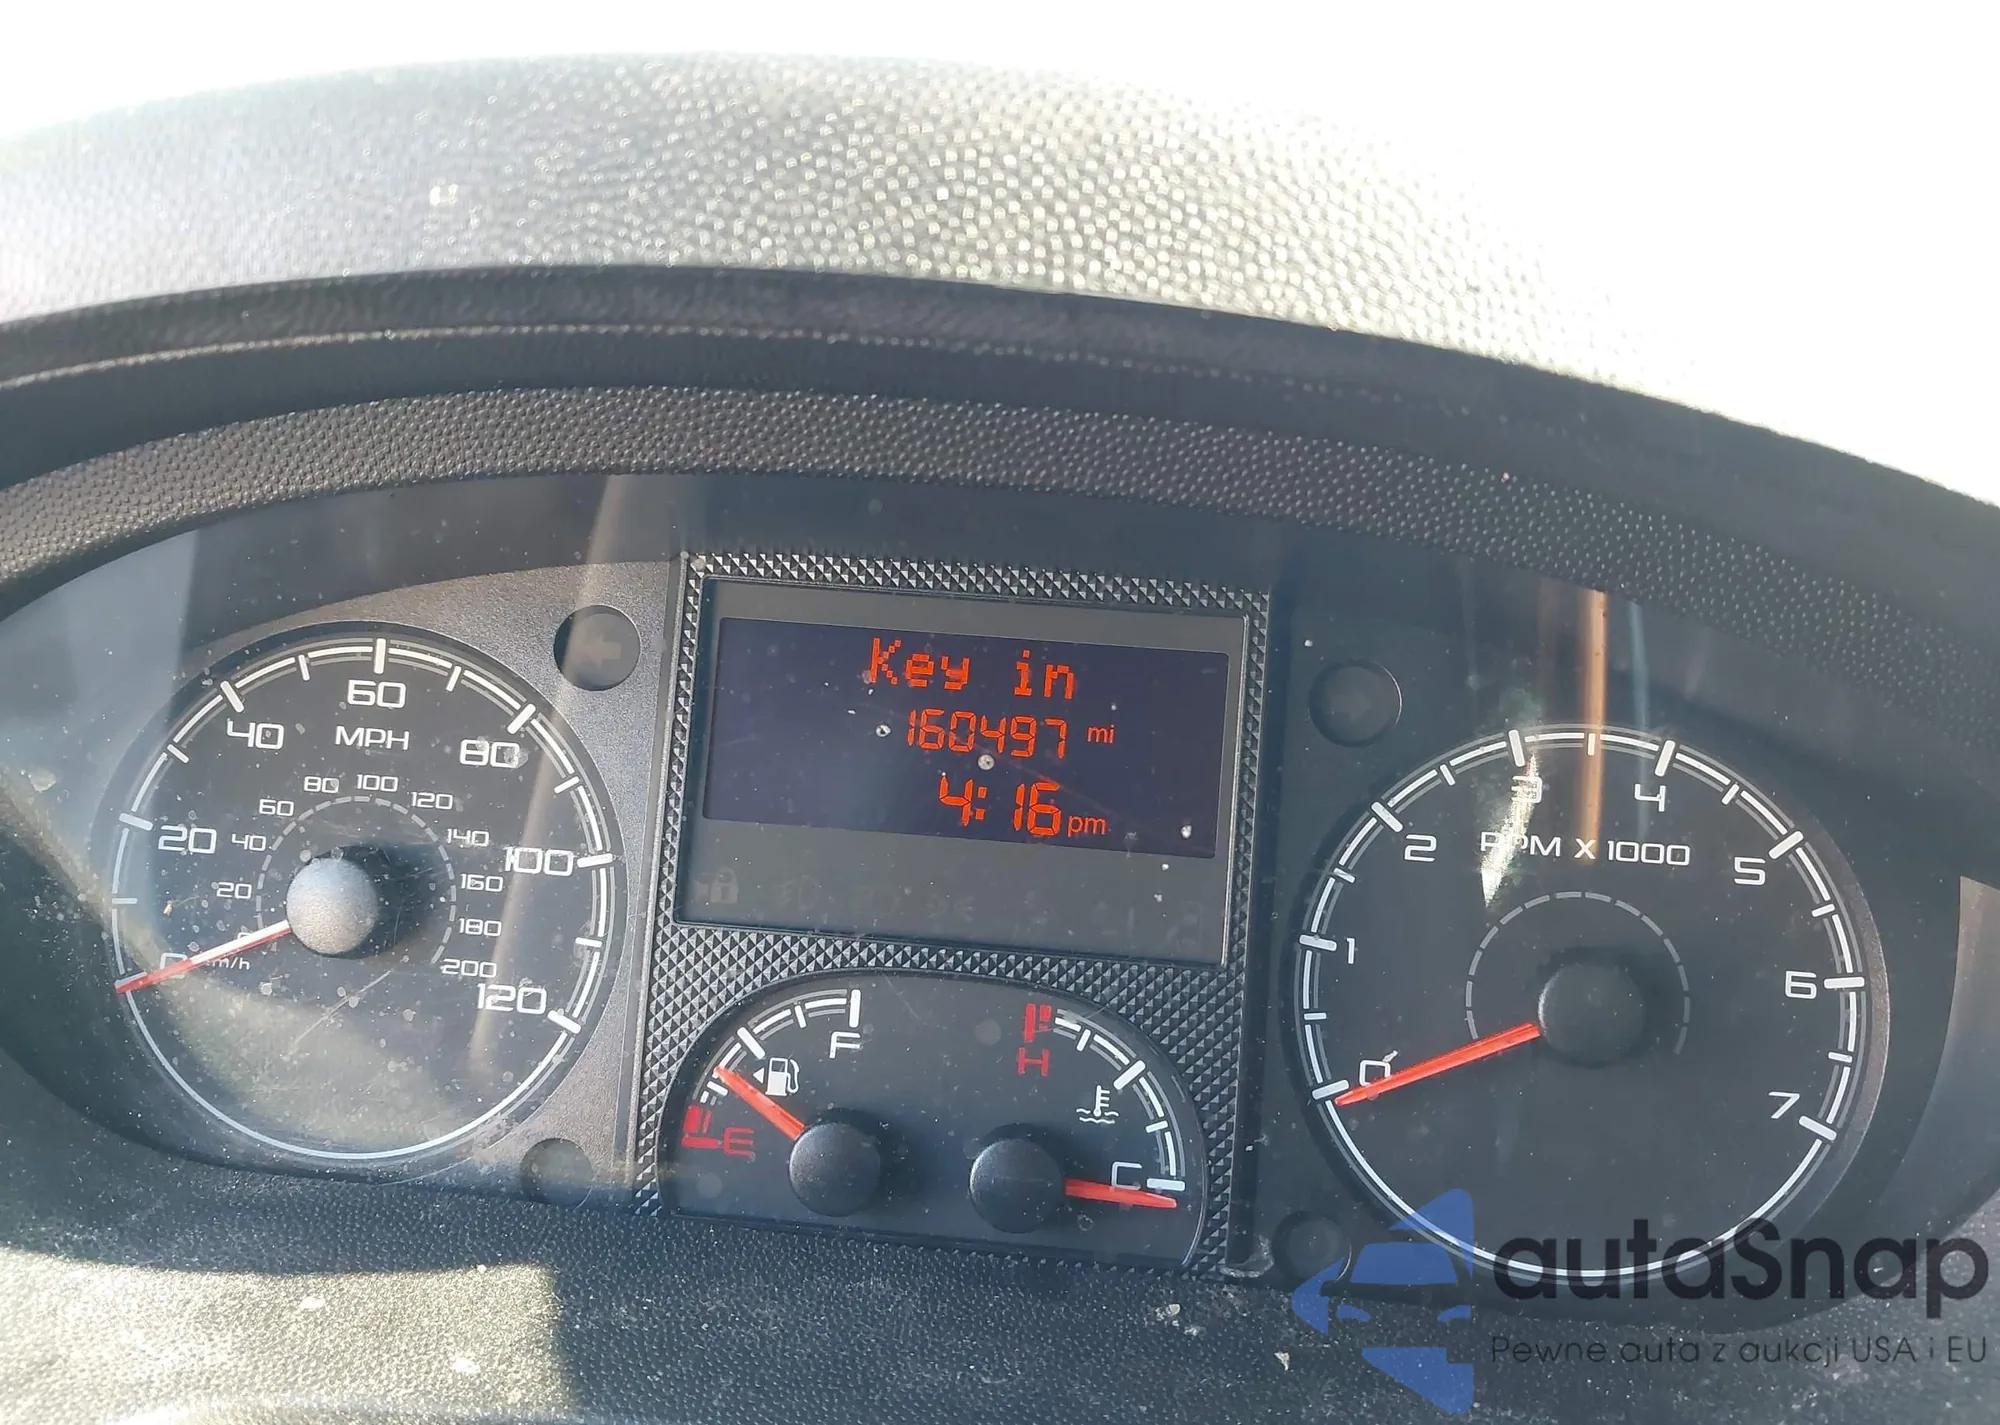 Key in
160497 mi
4:16 pm
0 20 40 60 80 100 120
MPH
20 40 60 80 100 120 140 160 180 200
km/h
F
E
H
C
0 1 2 3 4 5 6 7
RPM X 1000
autaSnap
Pewne auta z aukcji USA i EU